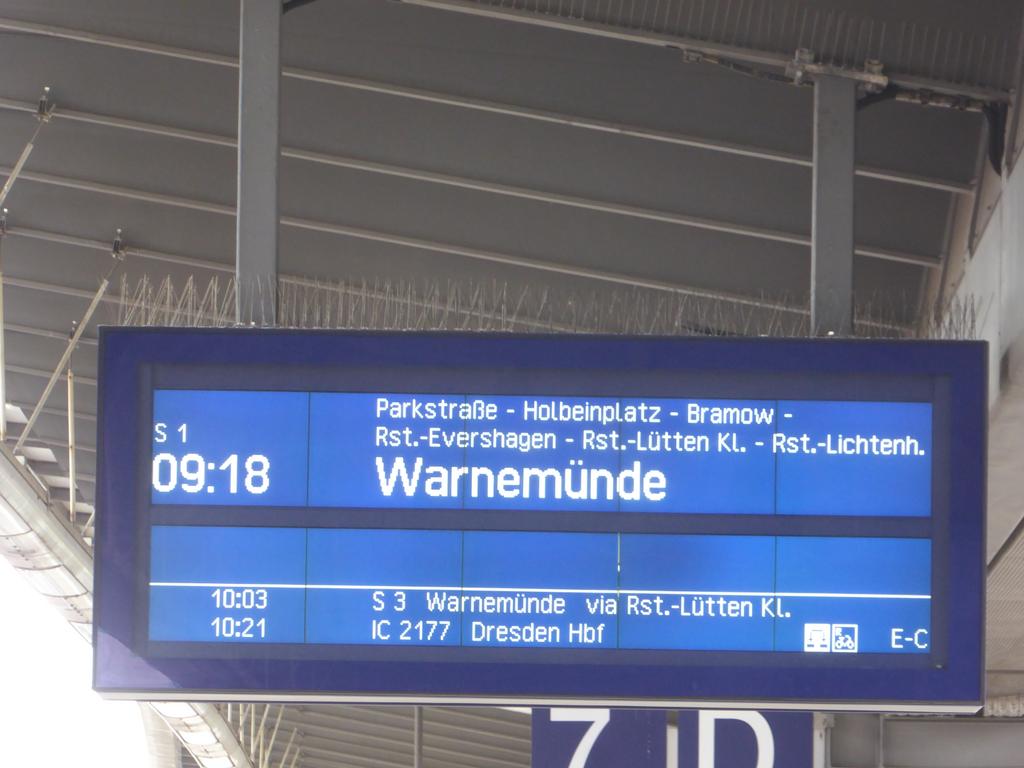 Parkstraße - Holbeinplatz - Bramow -
S 1
Rst.-Evershagen - Rst.-Lütten Kl. - Rst.-Lichtenh.
09:18 Warnemünde
10:03 S 3 Warnemünde via Rst.-Lütten Kl.
10:21 IC 2177 Dresden Hbf E-C
7 D